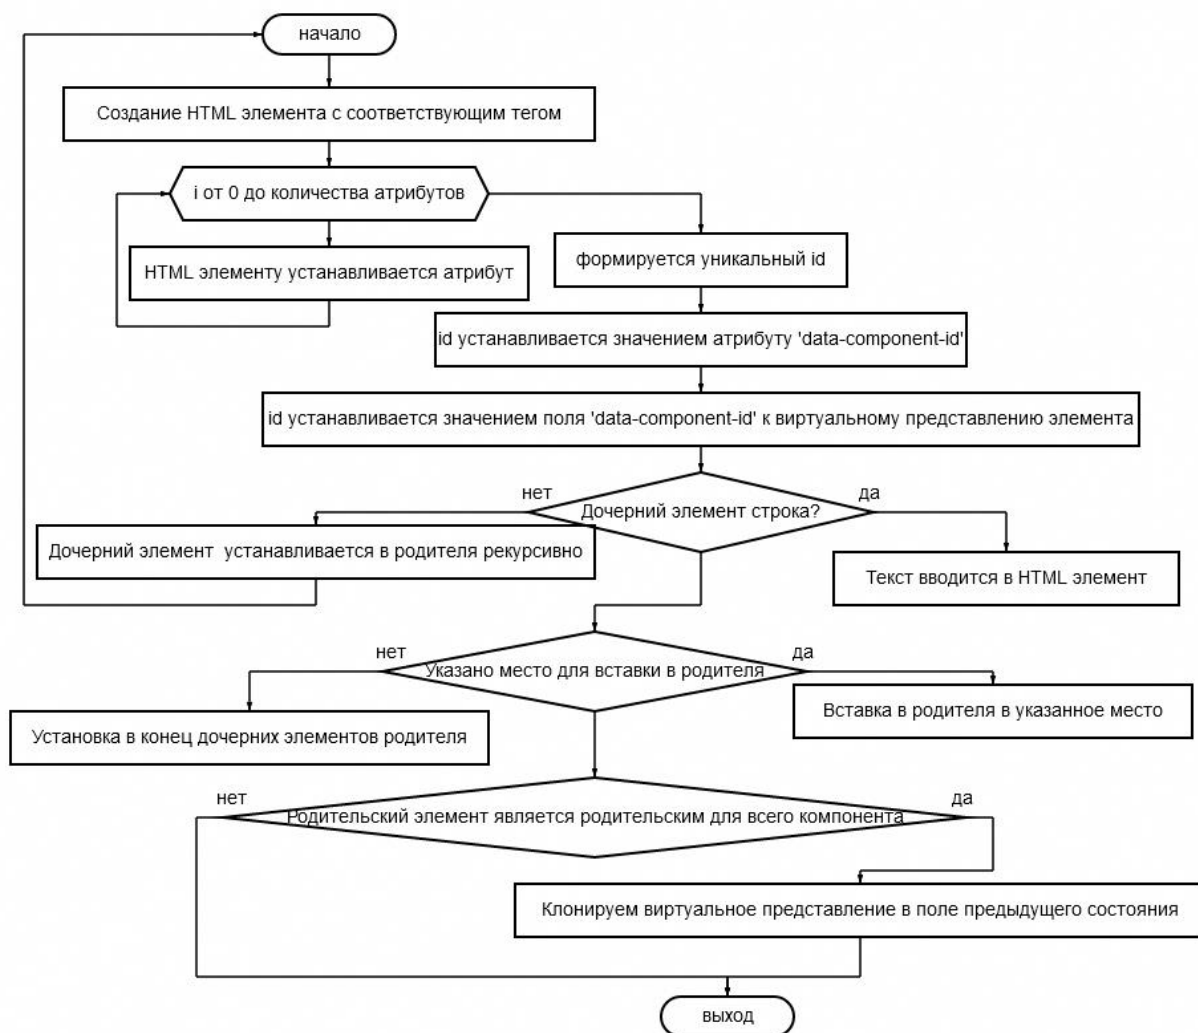 начало
Создание HTML элемента с соответствующим тегом
i от 0 до количества атрибутов
HTML элементу устанавливается атрибут
формируется уникальный id
id устанавливается значением атрибуту 'data-component-id'
id устанавливается значением поля 'data-component-id' к виртуальному представлению элемента
нет
да
Дочерний элемент строка?
Дочерний элемент устанавливается в родителя рекурсивно
Текст вводится в HTML элемент
нет
да
Указано место для вставки в родителя
Установка в конец дочерних элементов родителя
Вставка в родителя в указанное место
нет
да
Родительский элемент является родительским для всего компонента
Клонируем виртуальное представление в поле предыдущего состояния
выход